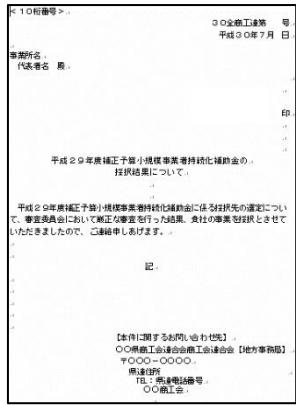 < 10桁番号>
30全商工連第　号
平成30年7月　日
事業所名
代表者名　殿
印
平成29年度補正予算小規模事業者持続化補助金の
採択結果について
平成29年度補正予算小規模事業者持続化補助金に係る採択先の選定につい
て、審査委員会において厳正な審査を行った結果、貴社の事業を採択とさせて
いただきましたので、ご連絡申しあげます。
記
【本件に関するお問い合わせ先】
○○県商工会連合会商工会連合会【地方事務局】
〒○○○－○○○○
県連住所
TEL：県連電話番号
○○商工会